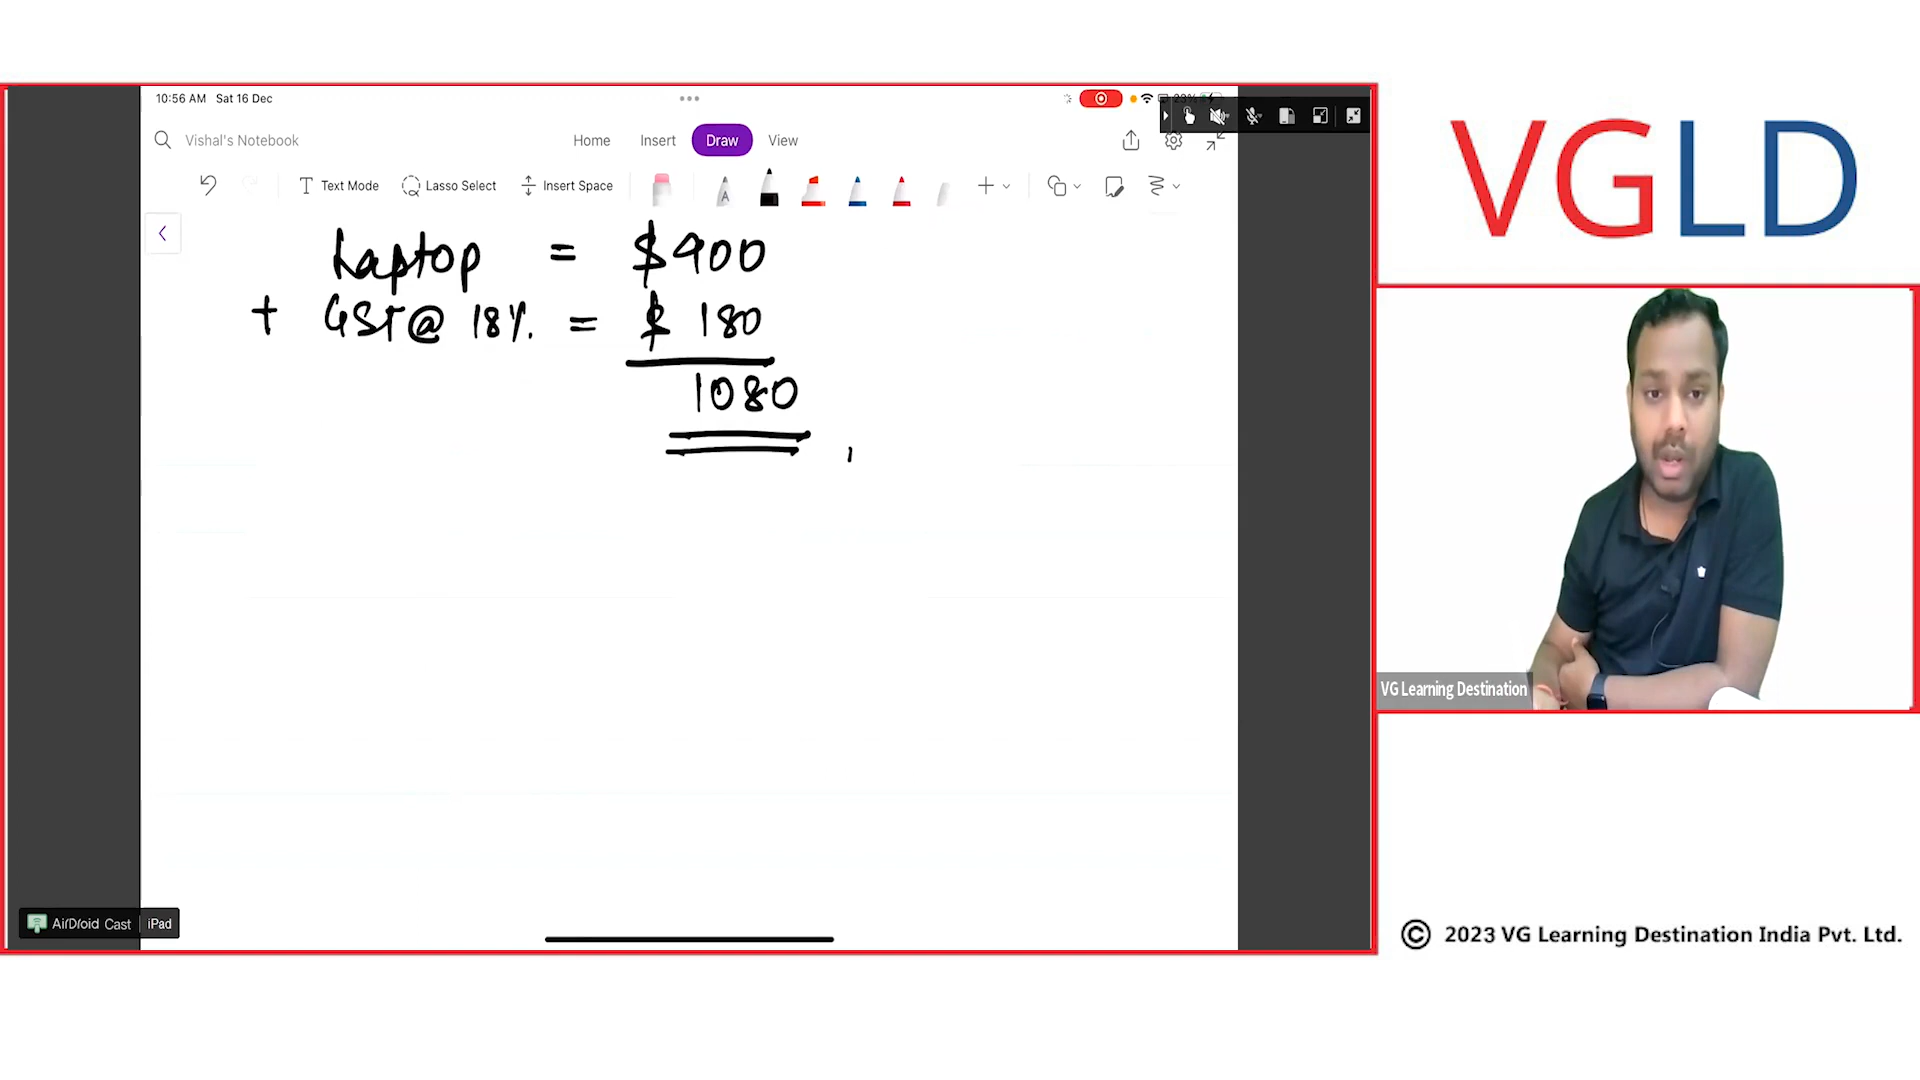 10:56 AM Sat 16 Dec
23%
Vishal's Notebook
Home Insert Draw View
Text Mode Lasso Select Insert Space
A
Laptop = $900
+ GST@ 18% = $ 180
1080
VGLD
VG Learning Destination
AirDroid Cast iPad
© 2023 VG Learning Destination India Pvt. Ltd.